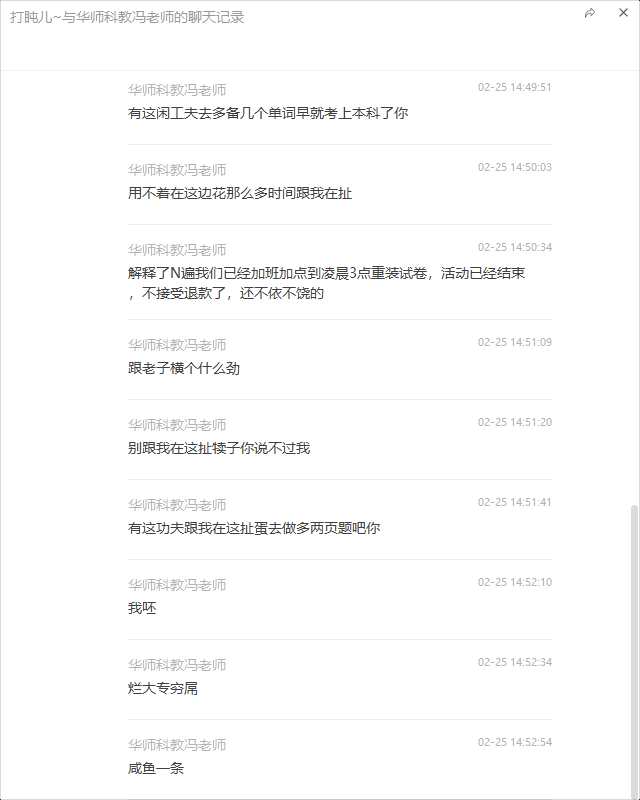 打盹儿~与华师科教冯老师的聊天记录
华师科教冯老师 02-25 14:49:51
有这闲工夫去多备几个单词早就考上本科了你
华师科教冯老师 02-25 14:50:03
用不着在这边花那么多时间跟我在扯
华师科教冯老师 02-25 14:50:34
解释了N遍我们已经加班加点到凌晨3点重装试卷，活动已经结束
，不接受退款了，还不依不饶的
华师科教冯老师 02-25 14:51:09
跟老子横个什么劲
华师科教冯老师 02-25 14:51:20
别跟我在这扯犊子你说不过我
华师科教冯老师 02-25 14:51:41
有这功夫跟我在这扯蛋去做多两页题吧你
华师科教冯老师 02-25 14:52:10
我呸
华师科教冯老师 02-25 14:52:34
烂大专穷屌
华师科教冯老师 02-25 14:52:54
咸鱼一条